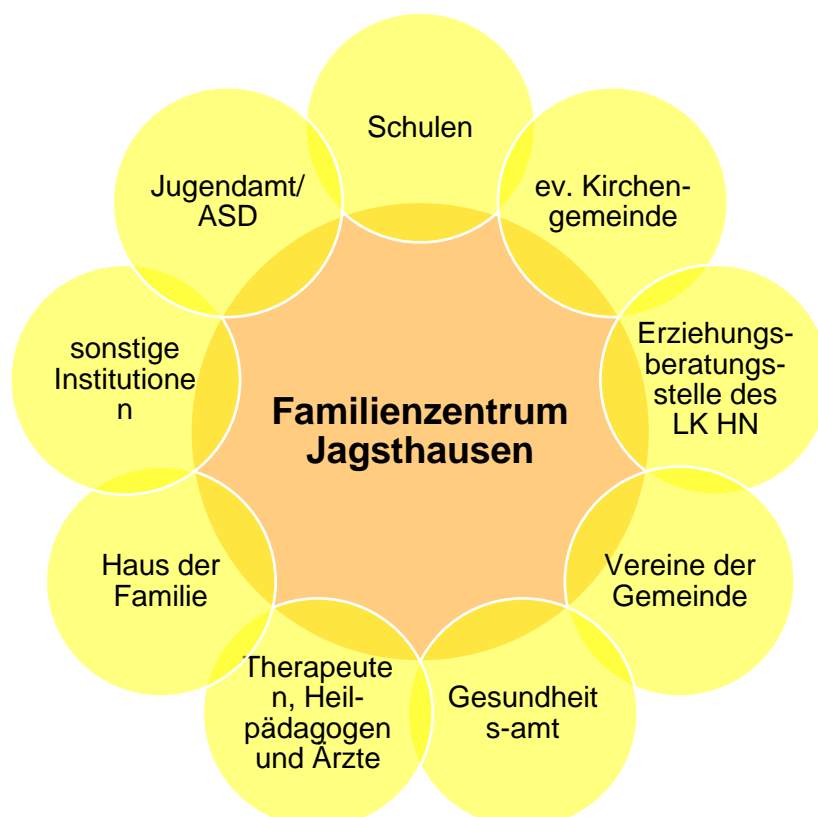 Schulen
ev. Kirchen-
gemeinde
Erziehungs-
beratungs-
stelle des
LK HN
Vereine der
Gemeinde
Gesundheit
s-amt
Therapeute
n, Heil-
pädagogen
und Ärzte
Haus der
Familie
sonstige
Institutione
n
Jugendamt/
ASD
Familienzentrum
Jagsthausen